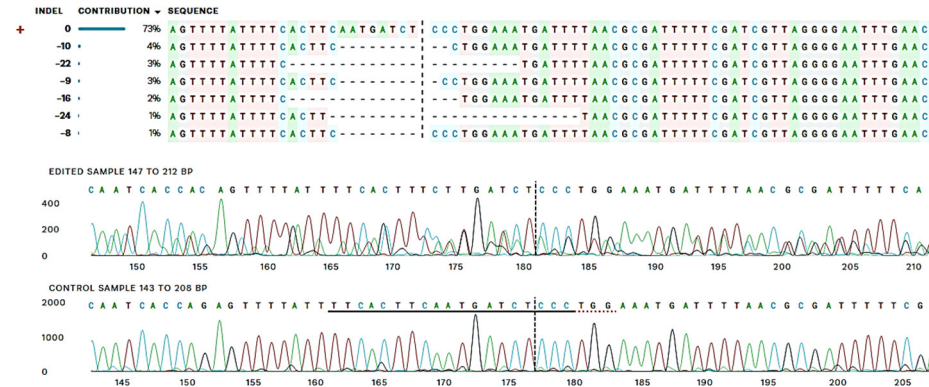 INDEL CONTRIBUTION SEQUENCE
+ 0 73% AGTTTTATTTTCACTTCAATGATCT CCCTGGAAATGATTTTAACGCGATTTTTCGATCGTTAGGGGAATTTGAAC
-10 4% AGTTTTATTTTCACTTC-------- --CTGGAAATGATTTTAACGCGATTTTTCGATCGTTAGGGGAATTTGAAC
-22 3% AGTTTTATTTTC------------- ---------TGATTTTAACGCGATTTTTCGATCGTTAGGGGAATTTGAAC
-9 3% AGTTTTATTTTCACTTC-------- -CCTGGAAATGATTTTAACGCGATTTTTCGATCGTTAGGGGAATTTGAAC
-16 2% AGTTTTATTTTC------------- ---TGGAAATGATTTTAACGCGATTTTTCGATCGTTAGGGGAATTTGAAC
-24 1% AGTTTTATTTTCACTT--------- ---------------TAACGCGATTTTTCGATCGTTAGGGGAATTTGAAC
-8 1% AGTTTTATTTTCACTTC-------- CCCTGGAAATGATTTTAACGCGATTTTTCGATCGTTAGGGGAATTTGAAC
EDITED SAMPLE 147 TO 212 BP
CAATCACCACAGTTTTATTTTCACTTTCTTGATCTCCCTGGAAATGATTTTAACGCGATTTTTCA
400
200
0
150 155 160 165 170 175 180 185 190 195 200 205 210
CONTROL SAMPLE 143 TO 208 BP
2000 CAATCACCAGAGTTTTATTTTCACTTCAATGATCTCCCTGGAAATGATTTTAACGCGATTTTTCG
1000
0
145 150 155 160 165 170 175 180 185 190 195 200 205